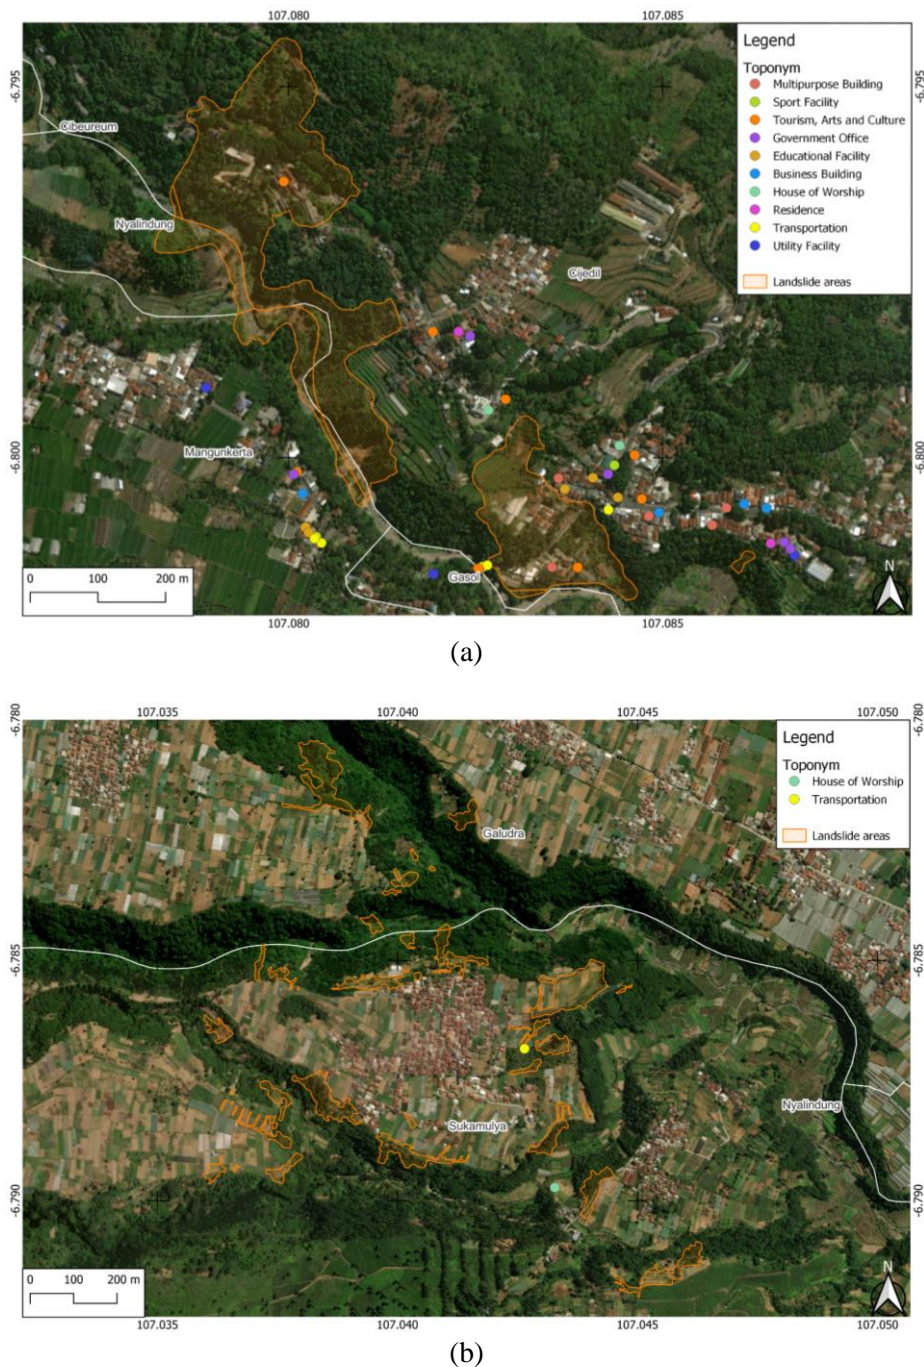 107.080 107.085
-6.795 -6.795
Legend
Toponym
Multipurpose Building
Sport Facility
Tourism, Arts and Culture
Government Office
Educational Facility
Business Building
House of Worship
Residence
Transportation
Utility Facility
Landslide areas
Cibeureum
Nyalindung
Cijedil
Mangunkerta
-6.800 -6.800
Gasol
0 100 200 m
N
107.080 107.085
(a)
107.035 107.040 107.045 107.050
-6.780 -6.780
Legend
Toponym
House of Worship
Transportation
Landslide areas
Galudra
-6.785 -6.785
Nyalindung
Sukamulya
-6.790 -6.790
0 100 200 m
N
107.035 107.040 107.045 107.050
(b)